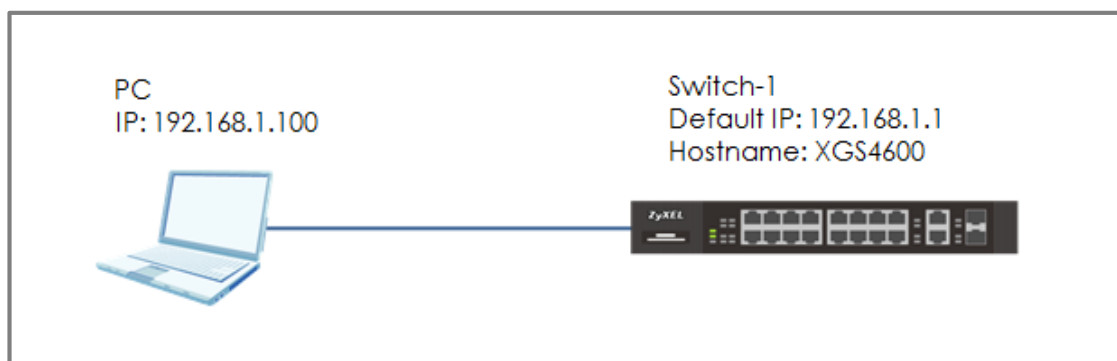 PC
IP: 192.168.1.100
Switch-1
Default IP: 192.168.1.1
Hostname: XGS4600
ZyXEL